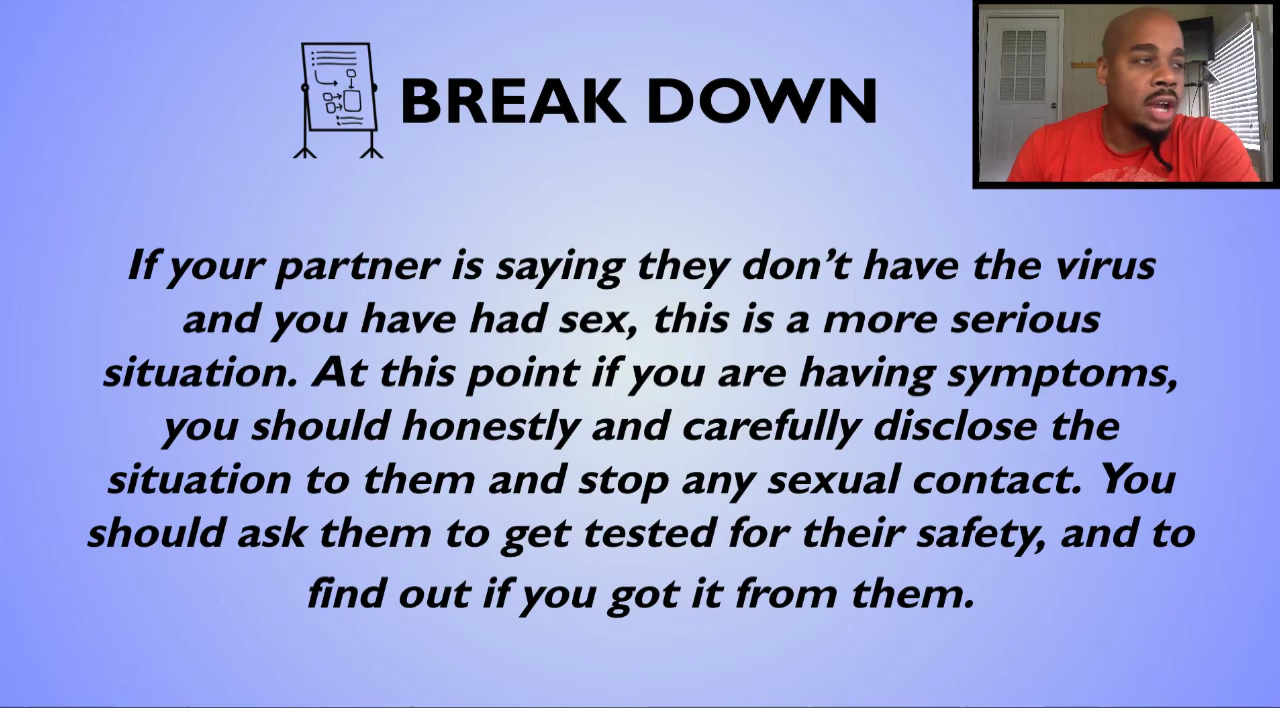 BREAK DOWN
If your partner is saying they don’t have the virus
and you have had sex, this is a more serious
situation. At this point if you are having symptoms,
you should honestly and carefully disclose the
situation to them and stop any sexual contact. You
should ask them to get tested for their safety, and to
find out if you got it from them.